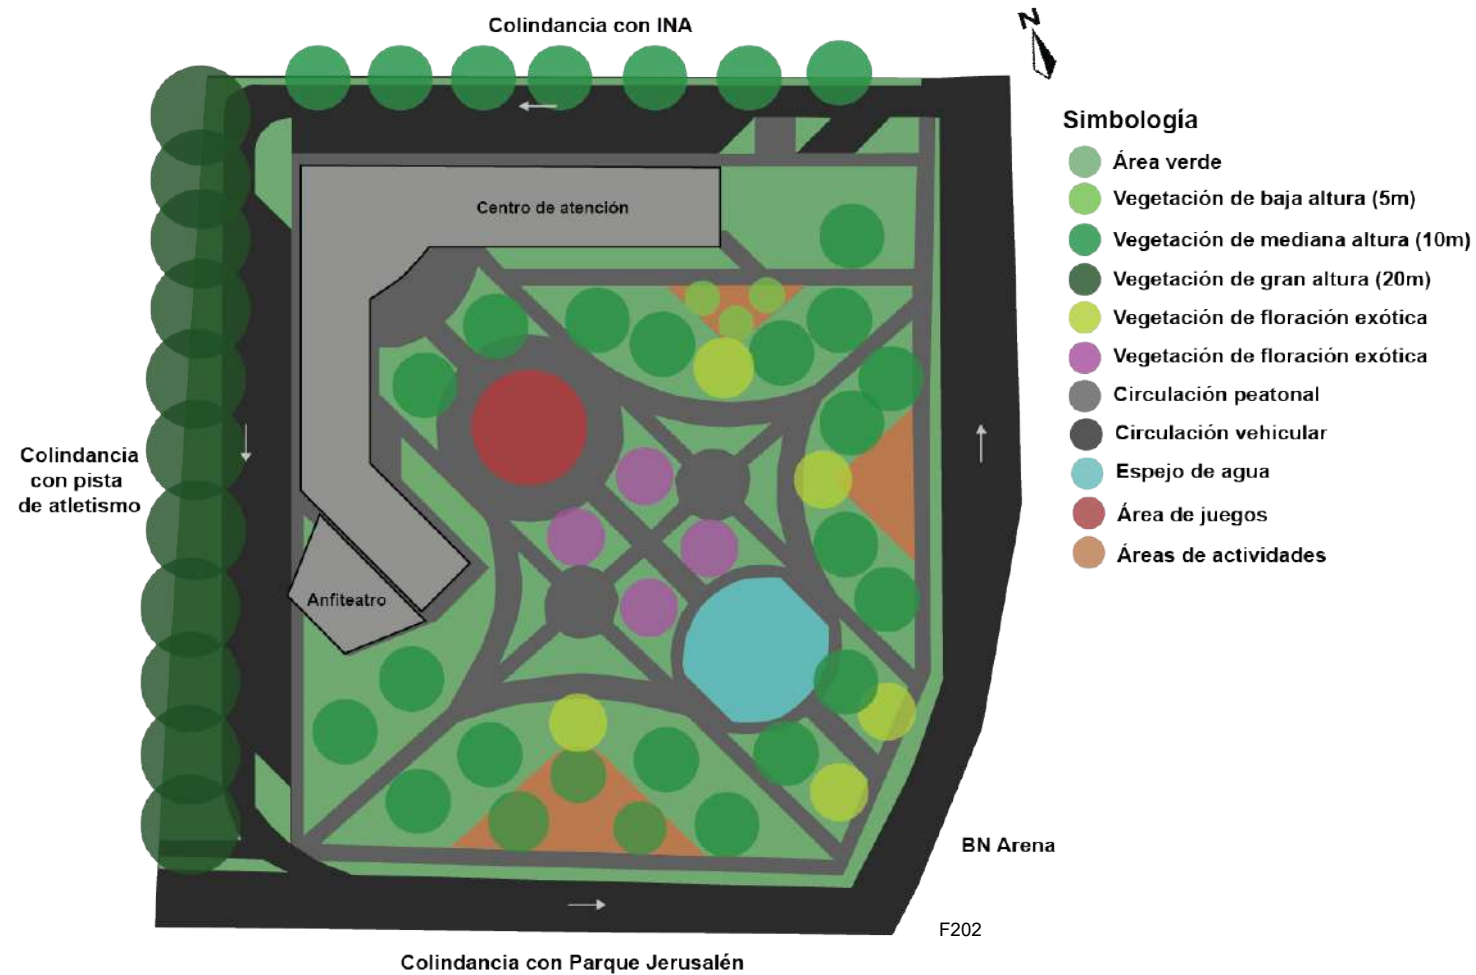 Colindancia con INA
N
Simbología
Área verde
Vegetación de baja altura (5m)
Vegetación de mediana altura (10m)
Vegetación de gran altura (20m)
Vegetación de floración exótica
Vegetación de floración exótica
Circulación peatonal
Circulación vehicular
Espejo de agua
Área de juegos
Áreas de actividades
Centro de atención
Colindancia
con pista
de atletismo
Anfiteatro
BN Arena
F202
Colindancia con Parque Jerusalén